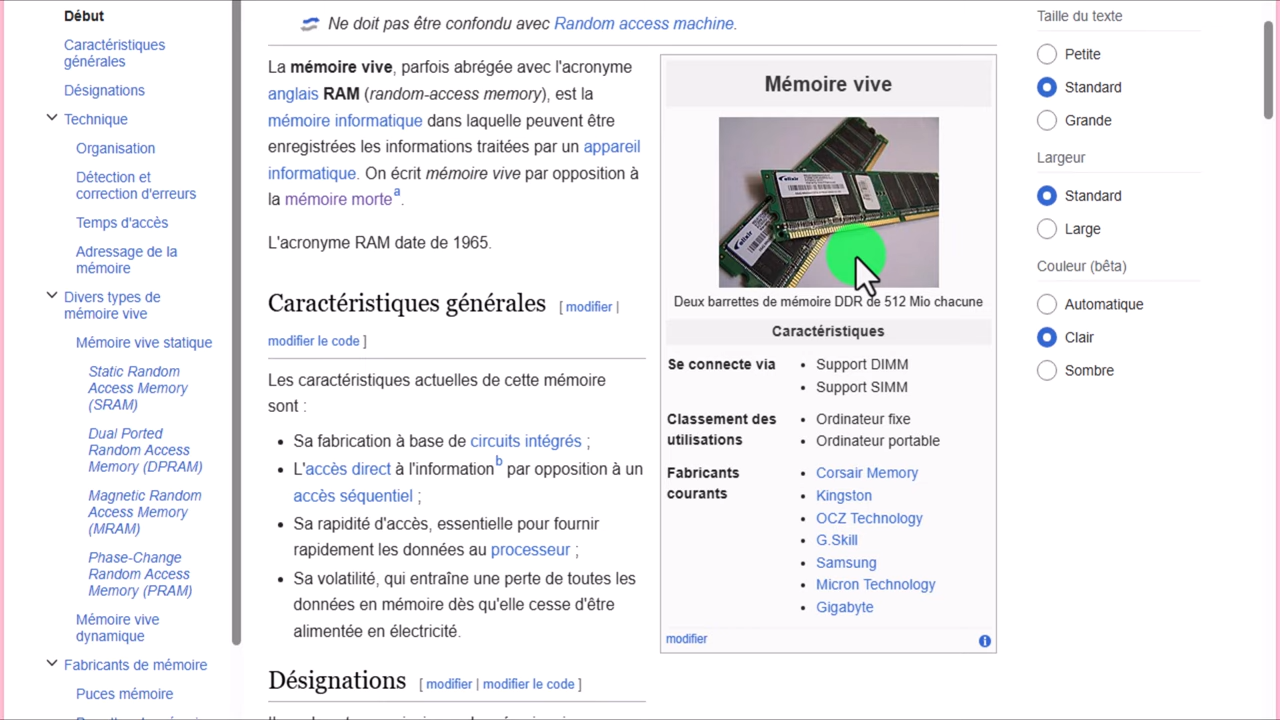 Début
Caractéristiques
générales
Désignations
Technique
Organisation
Détection et
correction d'erreurs
Temps d'accès
Adressage de la
mémoire
Divers types de
mémoire vive
Mémoire vive statique
Static Random
Access Memory
(SRAM)
Dual Ported
Random Access
Memory (DPRAM)
Magnetic Random
Access Memory
(MRAM)
Phase-Change
Random Access
Memory (PRAM)
Mémoire vive
dynamique
Fabricants de mémoire
Puces mémoire
Ne doit pas être confondu avec Random access machine.
La mémoire vive, parfois abrégée avec l'acronyme
anglais RAM (random-access memory), est la
mémoire informatique dans laquelle peuvent être
enregistrées les informations traitées par un appareil
informatique. On écrit mémoire vive par opposition à
la mémoire morte a.
L'acronyme RAM date de 1965.
Caractéristiques générales [ modifier |
modifier le code ]
Les caractéristiques actuelles de cette mémoire
sont :
• Sa fabrication à base de circuits intégrés ;
• L'accès direct à l'information b par opposition à un
accès séquentiel ;
• Sa rapidité d'accès, essentielle pour fournir
rapidement les données au processeur ;
• Sa volatilité, qui entraîne une perte de toutes les
données en mémoire dès qu'elle cesse d'être
alimentée en électricité.
Désignations [ modifier | modifier le code ]
Mémoire vive
elixir
elixir
Deux barrettes de mémoire DDR de 512 Mio chacune
Caractéristiques
Se connecte via
• Support DIMM
• Support SIMM
Classement des
utilisations
• Ordinateur fixe
• Ordinateur portable
Fabricants
courants
• Corsair Memory
• Kingston
• OCZ Technology
• G.Skill
• Samsung
• Micron Technology
• Gigabyte
modifier
Taille du texte
Petite
Standard
Grande
Largeur
Standard
Large
Couleur (bêta)
Automatique
Clair
Sombre